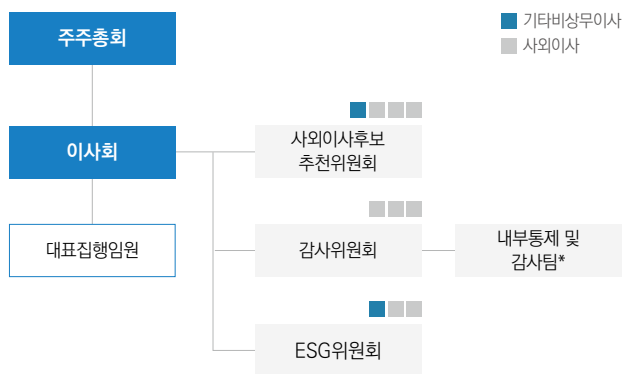 주주총회
기타비상무이사
사외이사
이사회
사외이사후보
추천위원회
대표집행임원
감사위원회
내부통제 및
감사팀*
ESG위원회